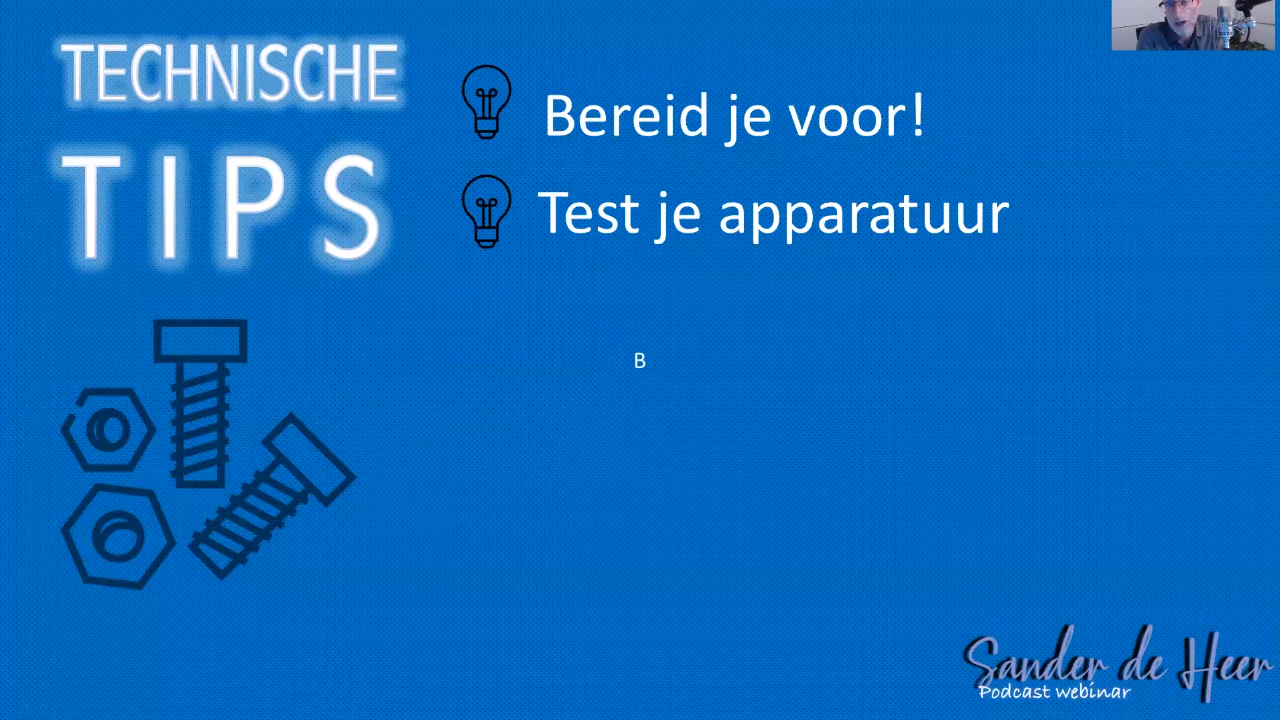 TECHNISCHE
TIPS
Bereid je voor!
Test je apparatuur
B
Sander de Heer
Podcast webinar